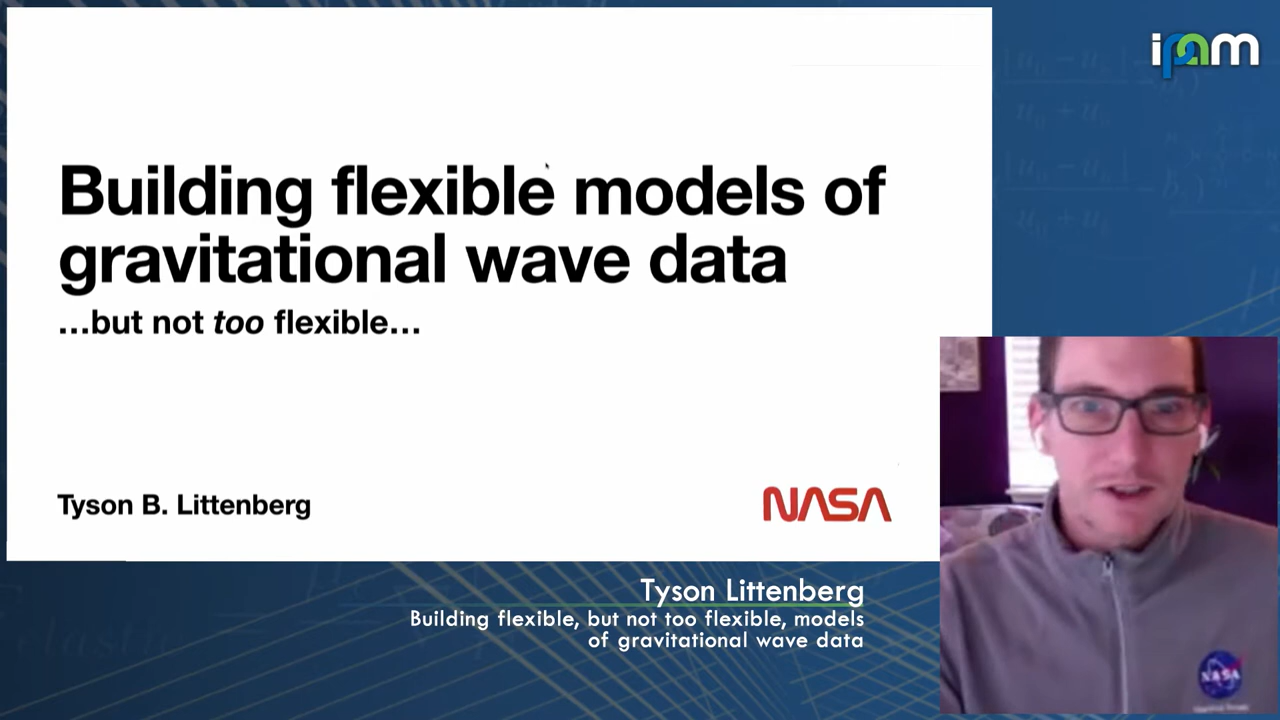 ipam
Building flexible models of
gravitational wave data
...but not too flexible...
Tyson B. Littenberg
NASA
Tyson Littenberg
Building flexible, but not too flexible, models
of gravitational wave data
NASA